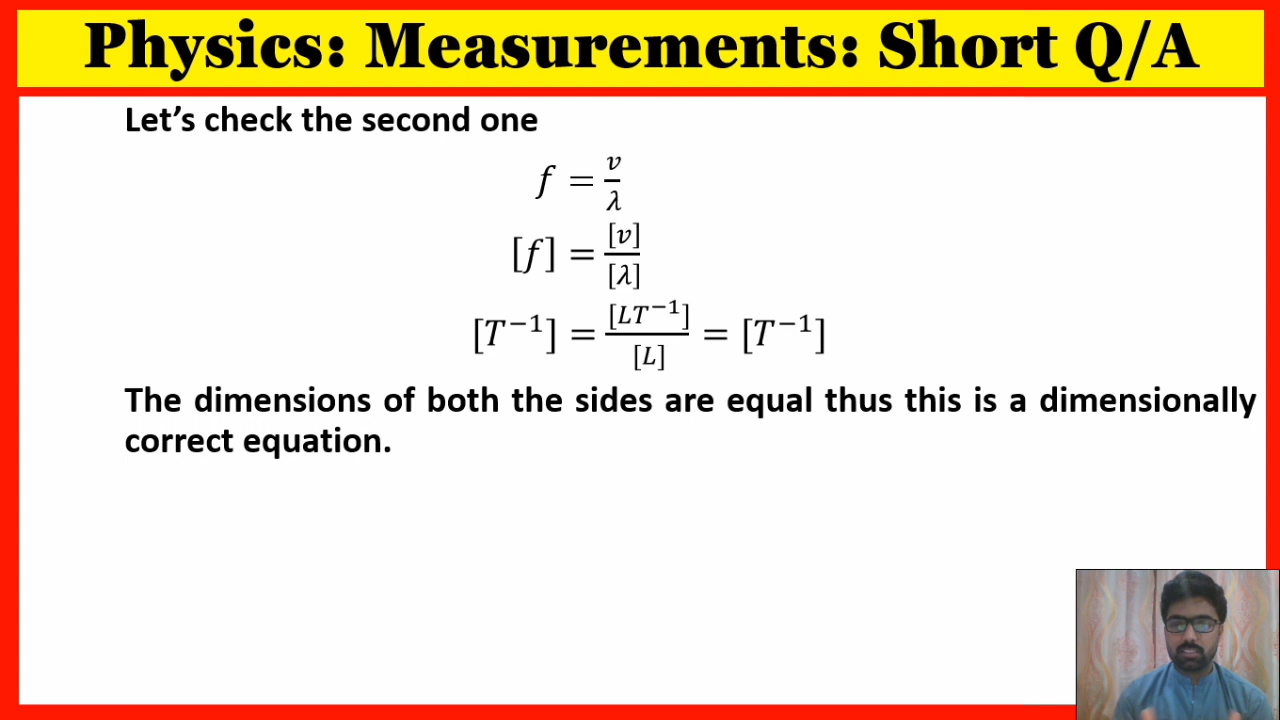 Physics: Measurements: Short Q/A
Let’s check the second one
f = v/λ
[f] = [v]/[λ]
[T⁻¹] = [LT⁻¹]/[L] = [T⁻¹]
The dimensions of both the sides are equal thus this is a dimensionally
correct equation.